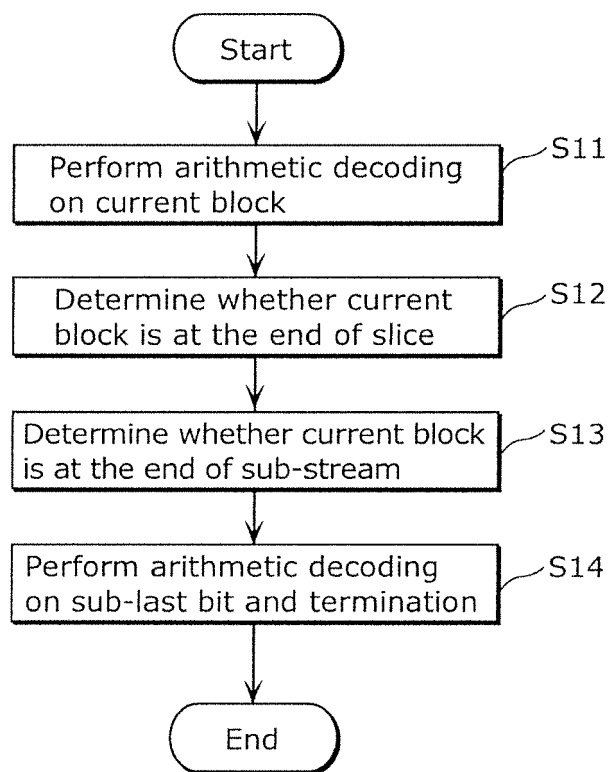 Start
S11
Perform arithmetic decoding
on current block
S12
Determine whether current
block is at the end of slice
S13
Determine whether current block
is at the end of sub-stream
S14
Perform arithmetic decoding
on sub-last bit and termination
End